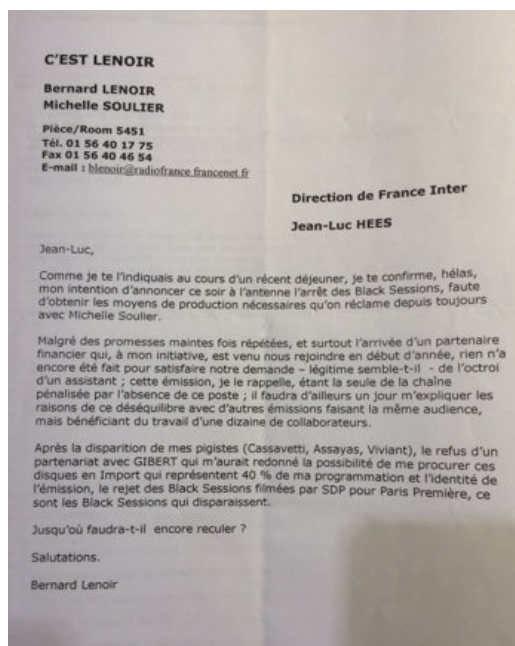 C'EST LENOIR
Bernard LENOIR
Michelle SOULIER
Pièce/Room 5451
Tél. 01 56 40 17 75
Fax 01 56 40 46 54
E-mail : blenoir@radiofrance.francenet.fr
Direction de France Inter
Jean-Luc HEES
Jean-Luc,
Comme je te l'indiquais au cours d'un récent déjeuner, je te confirme, hélas,
mon intention d'annoncer ce soir à l'antenne l'arrêt des Black Sessions, faute
d'obtenir les moyens de production nécessaires qu'on réclame depuis toujours
avec Michelle Soulier.
Malgré des promesses maintes fois répétées, et surtout l'arrivée d'un partenaire
financier qui, à mon initiative, est venu nous rejoindre en début d'année, rien n'a
encore été fait pour satisfaire notre demande – légitime semble-t-il - de l'octroi
d'un assistant ; cette émission, je le rappelle, étant la seule de la chaîne
pénalisée par l'absence de ce poste ; il faudra d'ailleurs un jour m'expliquer les
raisons de ce déséquilibre avec d'autres émissions faisant la même audience,
mais bénéficiant du travail d'une dizaine de collaborateurs.
Après la disparition de mes pigistes (Cassavetti, Assayas, Viviant), le refus d'un
partenariat avec GIBERT qui m'aurait redonné la possibilité de me procurer ces
disques en Import qui représentent 40 % de ma programmation et l'identité de
l'émission, le rejet des Black Sessions filmées par SDP pour Paris Première, ce
sont les Black Sessions qui disparaissent.
Jusqu'où faudra-t-il encore reculer ?
Salutations.
Bernard Lenoir